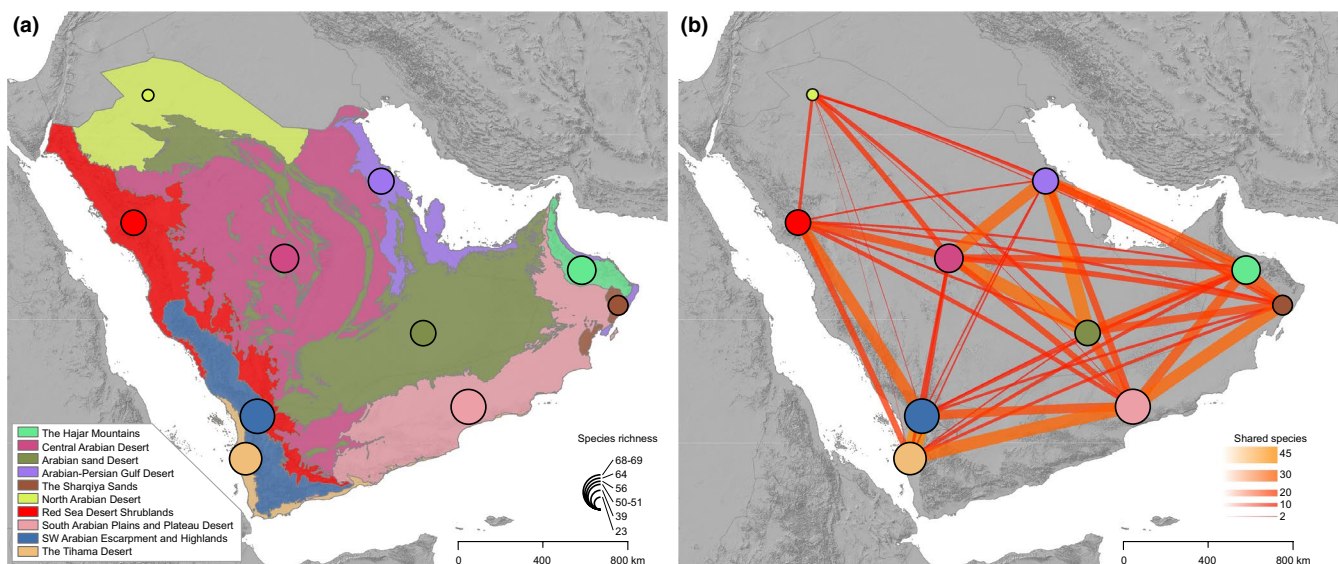 (a)
The Hajar Mountains
Central Arabian Desert
Arabian sand Desert
Arabian-Persian Gulf Desert
The Sharqiya Sands
North Arabian Desert
Red Sea Desert Shrublands
South Arabian Plains and Plateau Desert
SW Arabian Escarpment and Highlands
The Tihama Desert
Species richness
68-69
64
56
50-51
39
23
0 400 800 km
(b)
Shared species
45
30
20
10
2
0 400 800 km